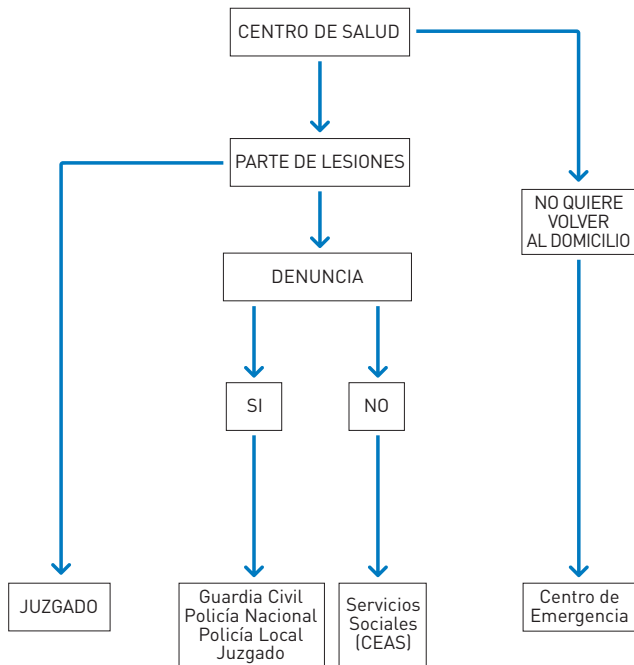 CENTRO DE SALUD
PARTE DE LESIONES
NO QUIERE
VOLVER
AL DOMICILIO
DENUNCIA
SI
NO
JUZGADO
Guardia Civil
Policía Nacional
Policía Local
Juzgado
Servicios
Sociales
(CEAS)
Centro de
Emergencia